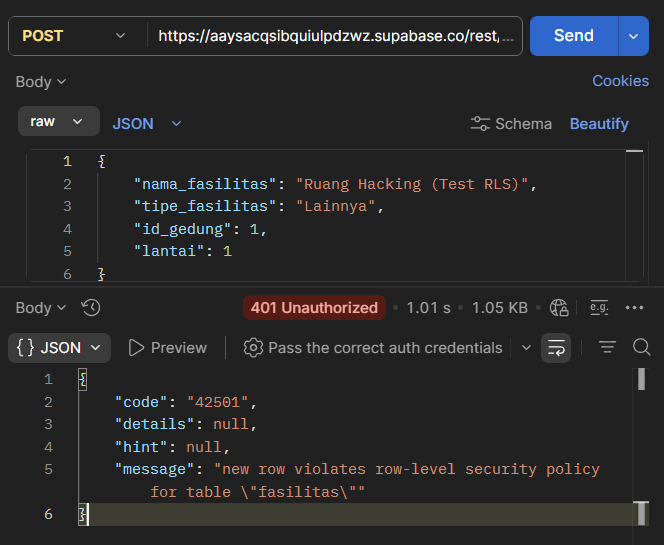 POST https://aaysacqsibquiulpdzwz.supabase.co/rest/... Send
Body Cookies
raw JSON Schema Beautify
1 {
2 "nama_fasilitas": "Ruang Hacking (Test RLS)",
3 "tipe_fasilitas": "Lainnya",
4 "id_gedung": 1,
5 "lantai": 1
6 }
Body 401 Unauthorized • 1.01 s • 1.05 KB • e.g.
{} JSON Preview Pass the correct auth credentials
1 {
2 "code": "42501",
3 "details": null,
4 "hint": null,
5 "message": "new row violates row-level security policy
for table \"fasilitas\""
6 }